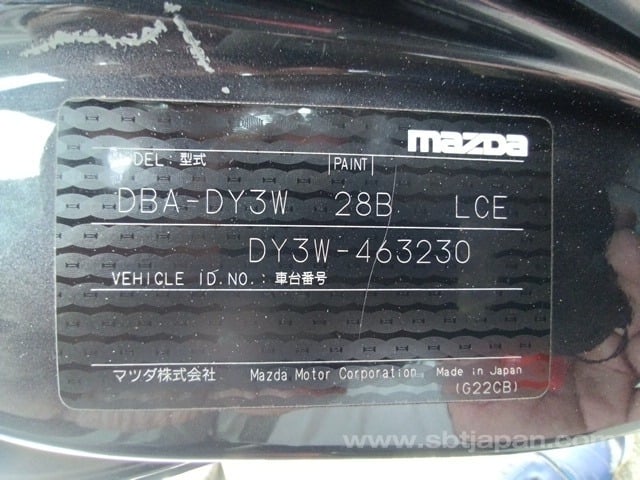 mazda
MODEL : 型式 PAINT
DBA-DY3W 28B LCE
DY3W-463230
VEHICLE ID.NO.: 車台番号
マツダ株式会社 Mazda Motor Corporation Made in Japan
(G22CB)
www.sbtjapan.com